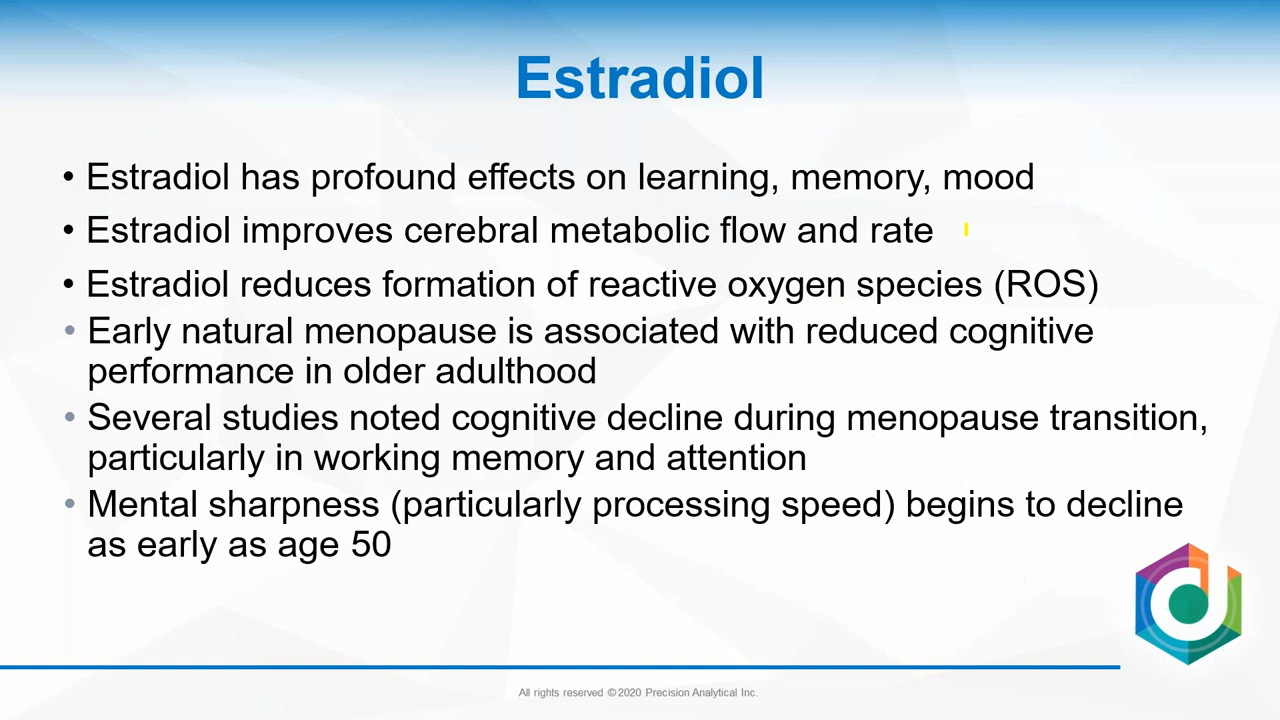 Estradiol
• Estradiol has profound effects on learning, memory, mood
• Estradiol improves cerebral metabolic flow and rate
• Estradiol reduces formation of reactive oxygen species (ROS)
• Early natural menopause is associated with reduced cognitive
performance in older adulthood
• Several studies noted cognitive decline during menopause transition,
particularly in working memory and attention
• Mental sharpness (particularly processing speed) begins to decline
as early as age 50
d
All rights reserved ©2020 Precision Analytical Inc.